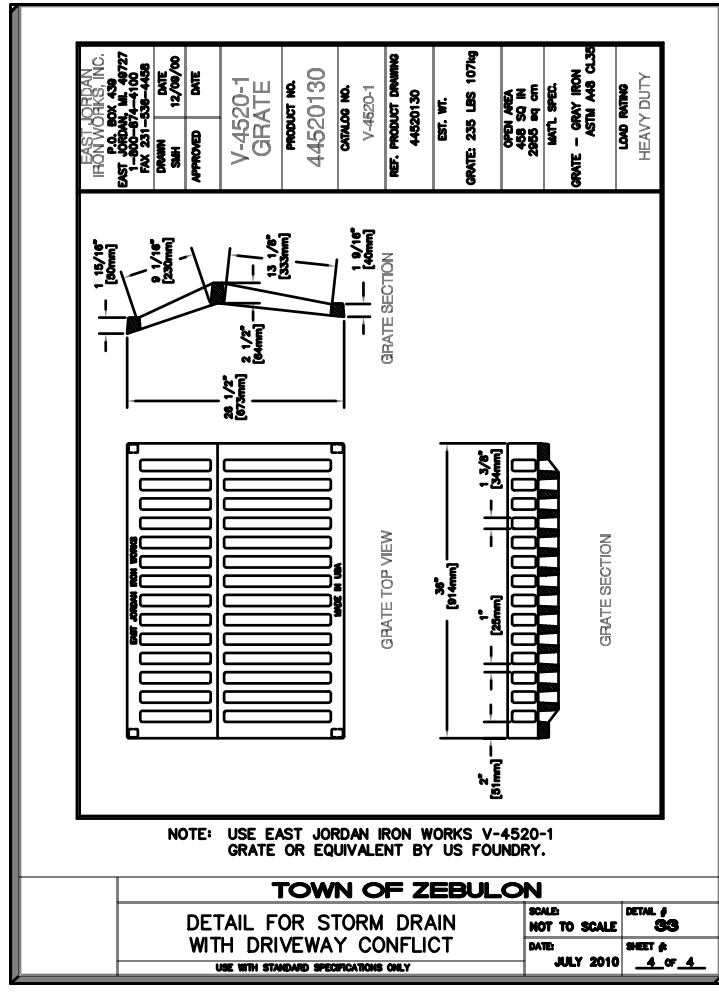 EAST JORDAN
IRON WORKS, INC.
P.O. BOX 439
EAST JORDAN, MI. 49727
1-800-874-4100
FAX 231-536-4458
DRAWN
SMH
DATE
12/09/00
APPROVED
DATE
V-4520-1
GRATE
PRODUCT NO.
44520130
CATALOG NO.
V-4520-1
REF. PRODUCT DRAWING
44520130
EST. WT.
GRATE: 235 LBS 107kg
OPEN AREA
458 SQ IN
2955 sq cm
MAT'L SPEC.
GRATE - GRAY IRON
ASTM A48 CL35
LOAD RATING
HEAVY DUTY
1 15/16"
[50mm]
9 1/16"
[230mm]
13 1/8"
[333mm]
1 9/16"
[40mm]
2 1/2"
[64mm]
26 1/2"
[673mm]
GRATE SECTION
EAST JORDAN IRON WORKS
MADE IN USA
GRATE TOP VIEW
36"
[914mm]
1 3/8"
[34mm]
1"
[25mm]
2"
[51mm]
GRATE SECTION
NOTE: USE EAST JORDAN IRON WORKS V-4520-1
GRATE OR EQUIVALENT BY US FOUNDRY.
TOWN OF ZEBULON
DETAIL FOR STORM DRAIN
WITH DRIVEWAY CONFLICT
USE WITH STANDARD SPECIFICATIONS ONLY
SCALE:
NOT TO SCALE
DETAIL #
33
DATE:
JULY 2010
SHEET #:
4 OF 4